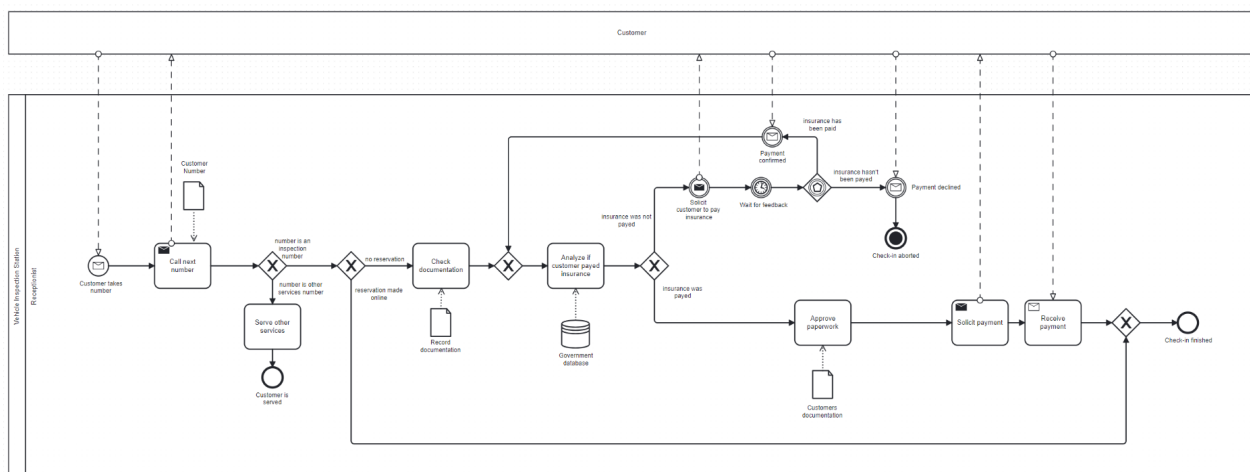 Customer
Vehicle Inspection Station
Receptionist
Customer takes
number
Call next
number
Customer
Number
number is an
inspection
number
number is other
services number
Serve other
services
Customer is
served
no reservation
reservation made
online
Check
documentation
Record
documentation
Analyze if
customer payed
insurance
Government
database
insurance was not
payed
insurance was
payed
Solicit
customer to pay
insurance
Wait for feedback
Payment
confirmed
insurance has
been paid
insurance hasn't
been payed
Payment declined
Check-in aborted
Approve
paperwork
Customers
documentation
Solicit payment
Receive
payment
Check-in finished